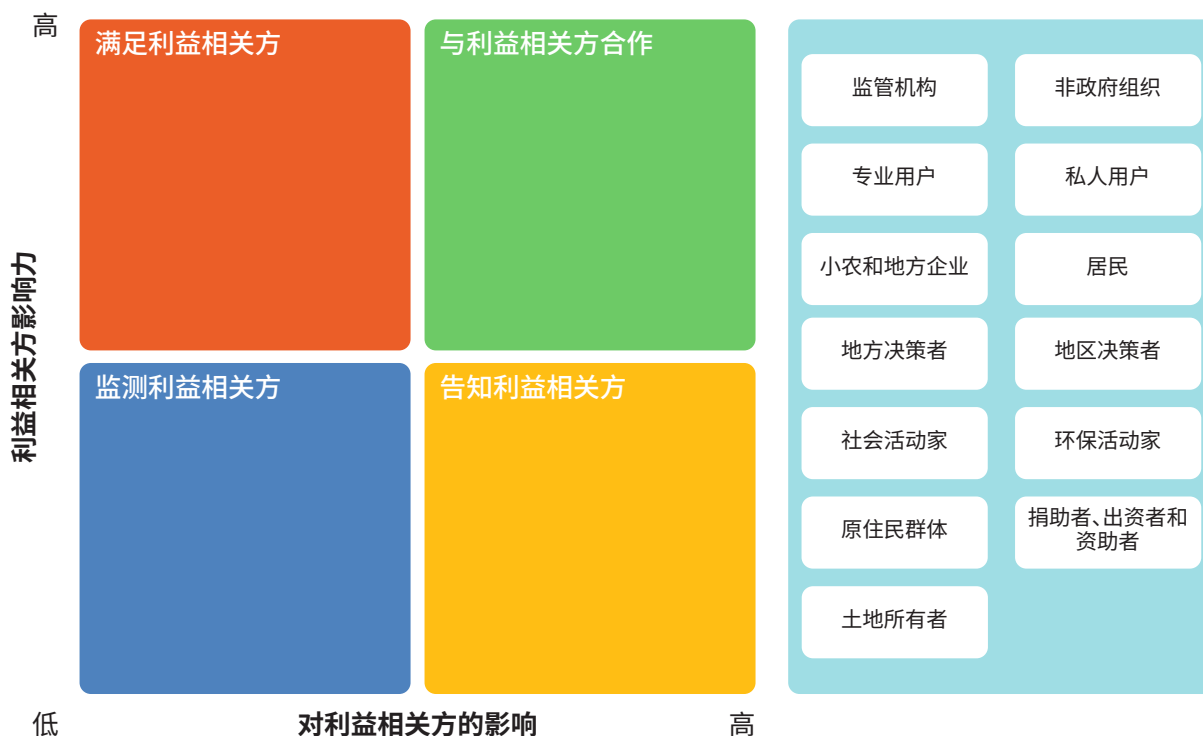 高
满足利益相关方
与利益相关方合作
监测利益相关方
告知利益相关方
利益相关方影响力
低
对利益相关方的影响
高
监管机构
非政府组织
专业用户
私人用户
小农和地方企业
居民
地方决策者
地区决策者
社会活动家
环保活动家
原住民群体
捐助者、出资者和
资助者
土地所有者